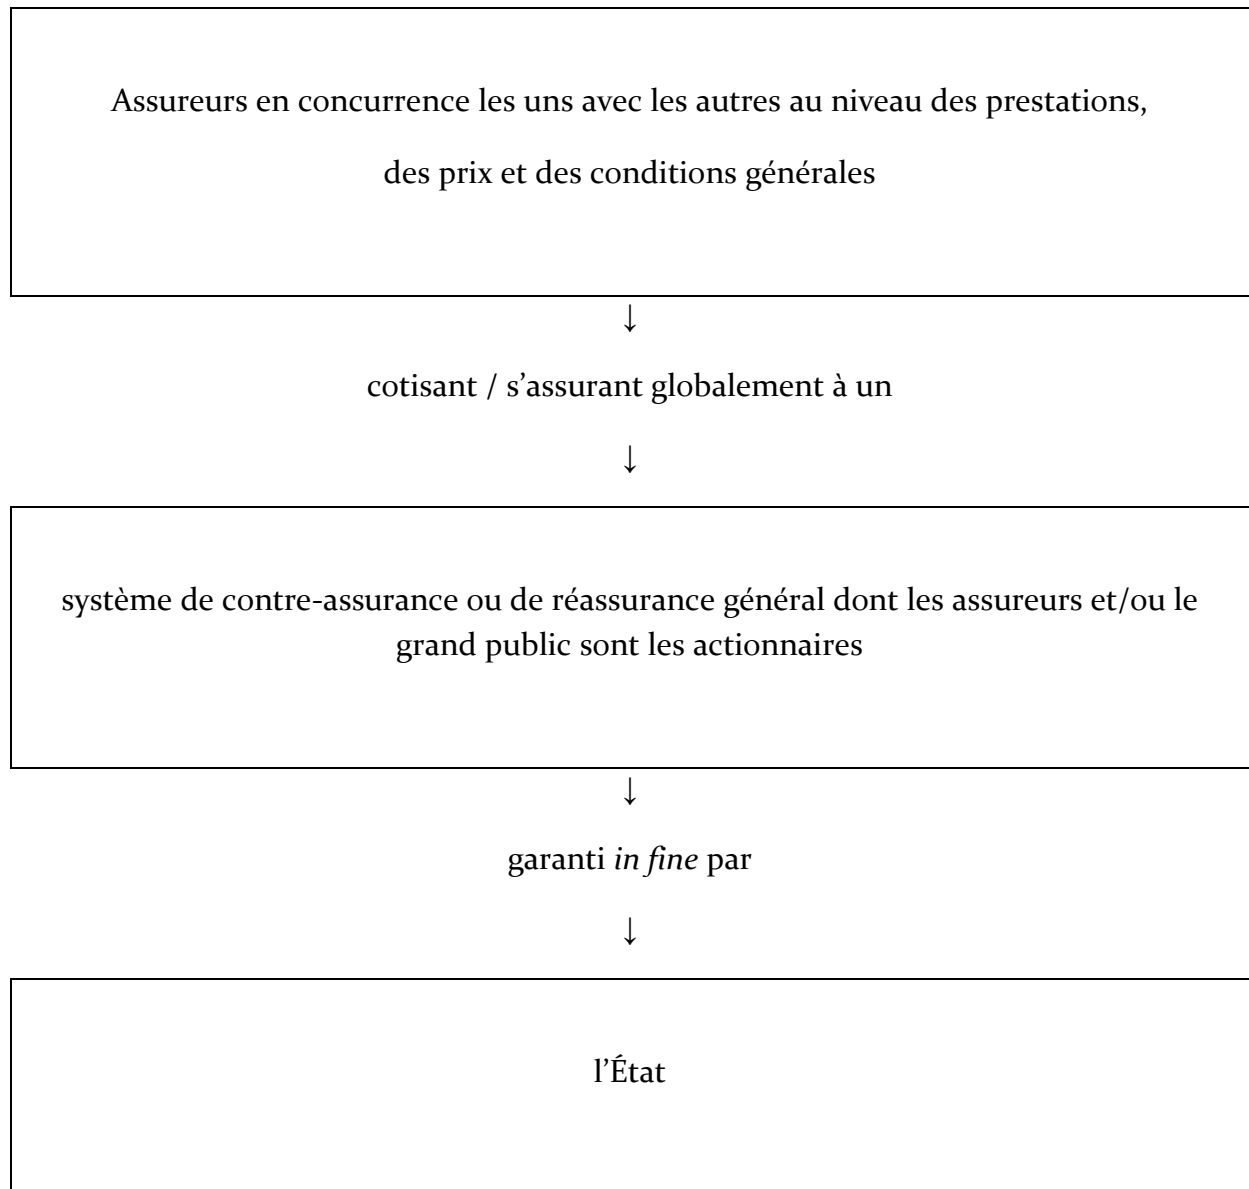 Assureurs en concurrence les uns avec les autres au niveau des prestations,
des prix et des conditions générales
↓
cotisant / s’assurant globalement à un
↓
système de contre-assurance ou de réassurance général dont les assureurs et/ou le
grand public sont les actionnaires
↓
garanti in fine par
↓
l’État